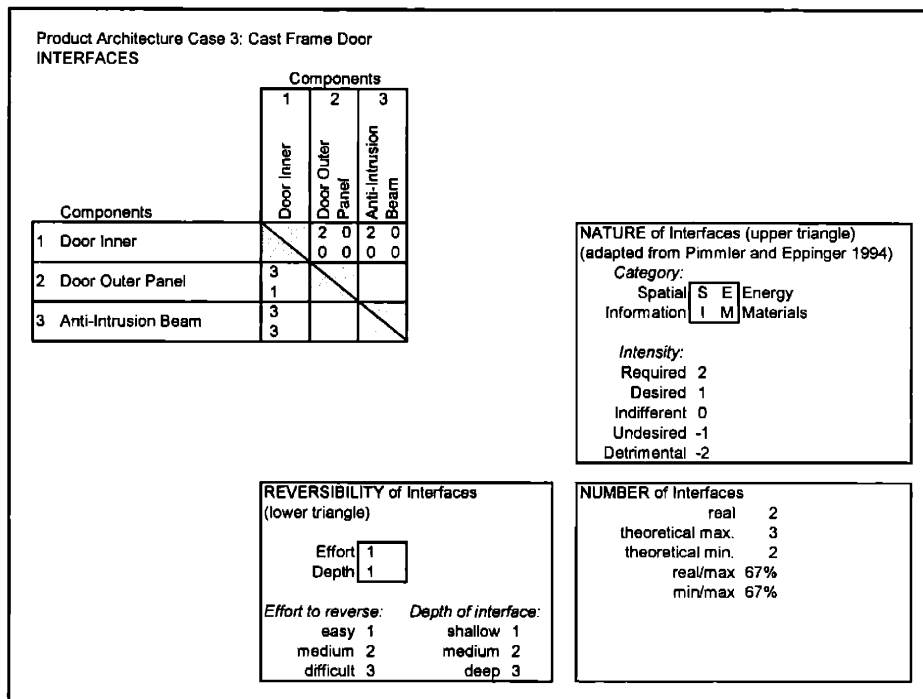 Product Architecture Case 3: Cast Frame Door
INTERFACES
Components
1 2 3
Door Inner
Door Outer
Panel
Anti-Intrusion
Beam
Components
1 Door Inner 2 0 2 0
0 0 0 0
2 Door Outer Panel 3
1
3 Anti-Intrusion Beam 3
3
NATURE of Interfaces (upper triangle)
(adapted from Pimmler and Eppinger 1994)
Category:
Spatial S E Energy
Information I M Materials
Intensity:
Required 2
Desired 1
Indifferent 0
Undesired -1
Detrimental -2
REVERSIBILITY of Interfaces
(lower triangle)
Effort 1
Depth 1
Effort to reverse: Depth of interface:
easy 1 shallow 1
medium 2 medium 2
difficult 3 deep 3
NUMBER of Interfaces
real 2
theoretical max. 3
theoretical min. 2
real/max 67%
min/max 67%